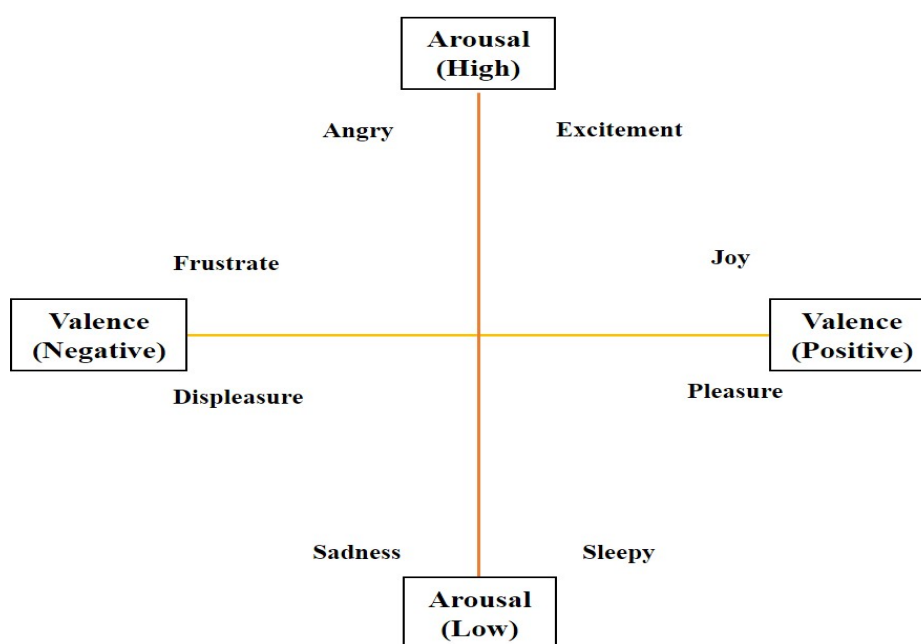 Arousal
(High)
Angry
Excitement
Frustrate
Joy
Valence
(Negative)
Valence
(Positive)
Displeasure
Pleasure
Sadness
Sleepy
Arousal
(Low)